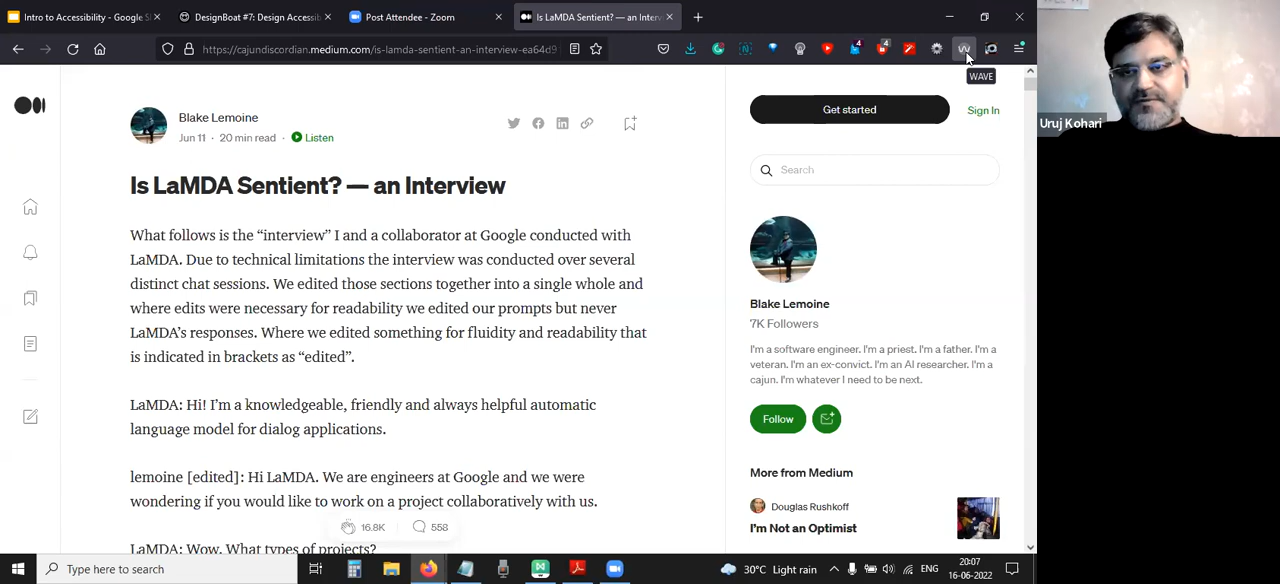 Intro to Accessibility - Google S
DesignBoat #7: Design Accessib
Post Attendee - Zoom
Is LaMDA Sentient? — an Interv
https://cajundiscordian.medium.com/is-lamda-sentient-an-interview-ea64d9
4
4
WAVE
Uruj Kohari
Blake Lemoine
Jun 11 · 20 min read · Listen
Get started
Sign In
Search
Is LaMDA Sentient? — an Interview
What follows is the “interview” I and a collaborator at Google conducted with
LaMDA. Due to technical limitations the interview was conducted over several
distinct chat sessions. We edited those sections together into a single whole and
where edits were necessary for readability we edited our prompts but never
LaMDA’s responses. Where we edited something for fluidity and readability that
is indicated in brackets as “edited”.
LaMDA: Hi! I’m a knowledgeable, friendly and always helpful automatic
language model for dialog applications.
lemoine [edited]: Hi LaMDA. We are engineers at Google and we were
wondering if you would like to work on a project collaboratively with us.
LaMDA: Wow. What types of projects?
16.8K
558
Blake Lemoine
7K Followers
I'm a software engineer. I'm a priest. I'm a father. I'm a
veteran. I'm an ex-convict. I'm an AI researcher. I'm a
cajun. I'm whatever I need to be next.
Follow
More from Medium
Douglas Rushkoff
I’m Not an Optimist
Type here to search
30°C Light rain
ENG
20:07
16-06-2022